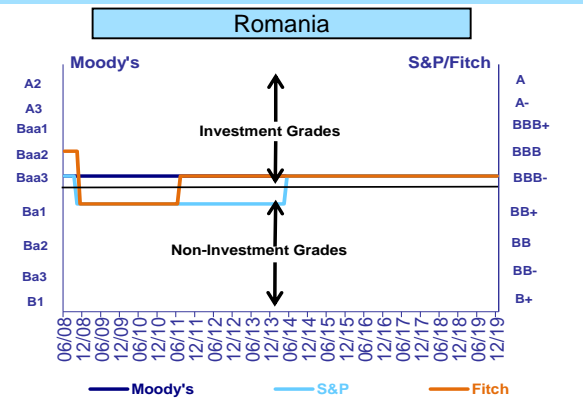 Romania
Moody's
S&P/Fitch
A2
A
A3
A-
Baa1
BBB+
Investment Grades
Baa2
BBB
Baa3
BBB-
Ba1
BB+
Ba2
BB
Non-Investment Grades
Ba3
BB-
B1
B+
06/08
12/08
06/09
12/09
06/10
12/10
06/11
12/11
06/12
12/12
06/13
12/13
06/14
12/14
06/15
12/15
06/16
12/16
06/17
12/17
06/18
12/18
06/19
12/19
Moody's
S&P
Fitch